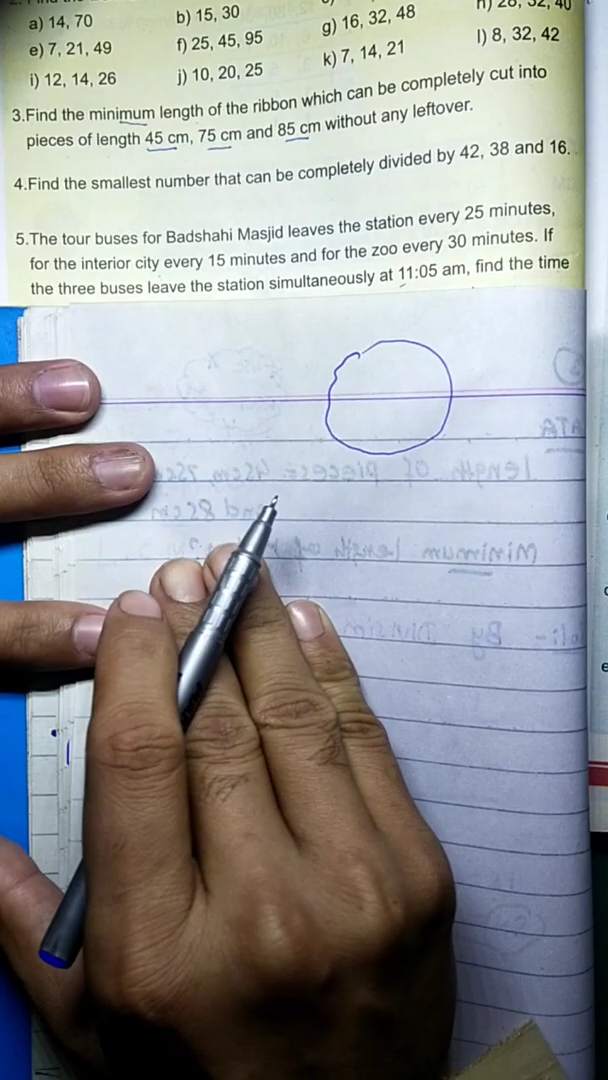 a) 14, 70
b) 15, 30
g) 16, 32, 48
h) 28, 32, 40
e) 7, 21, 49
f) 25, 45, 95
k) 7, 14, 21
l) 8, 32, 42
i) 12, 14, 26
j) 10, 20, 25
3.Find the minimum length of the ribbon which can be completely cut into
pieces of length 45 cm, 75 cm and 85 cm without any leftover.
4.Find the smallest number that can be completely divided by 42, 38 and 16.
5.The tour buses for Badshahi Masjid leaves the station every 25 minutes,
for the interior city every 15 minutes and for the zoo every 30 minutes. If
the three buses leave the station simultaneously at 11:05 am, find the time